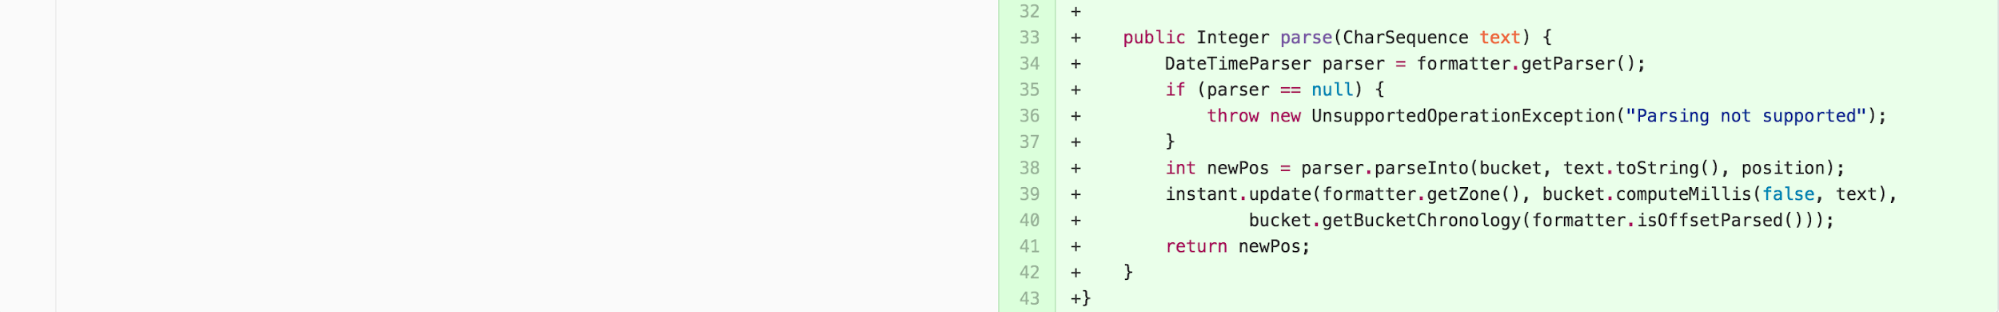 32 +
33 + public Integer parse(CharSequence text) {
34 + DateTimeParser parser = formatter.getParser();
35 + if (parser == null) {
36 + throw new UnsupportedOperationException("Parsing not supported");
37 + }
38 + int newPos = parser.parseInto(bucket, text.toString(), position);
39 + instant.update(formatter.getZone(), bucket.computeMillis(false, text),
40 + bucket.getBucketChronology(formatter.isOffsetParsed()));
41 + return newPos;
42 + }
43 +}